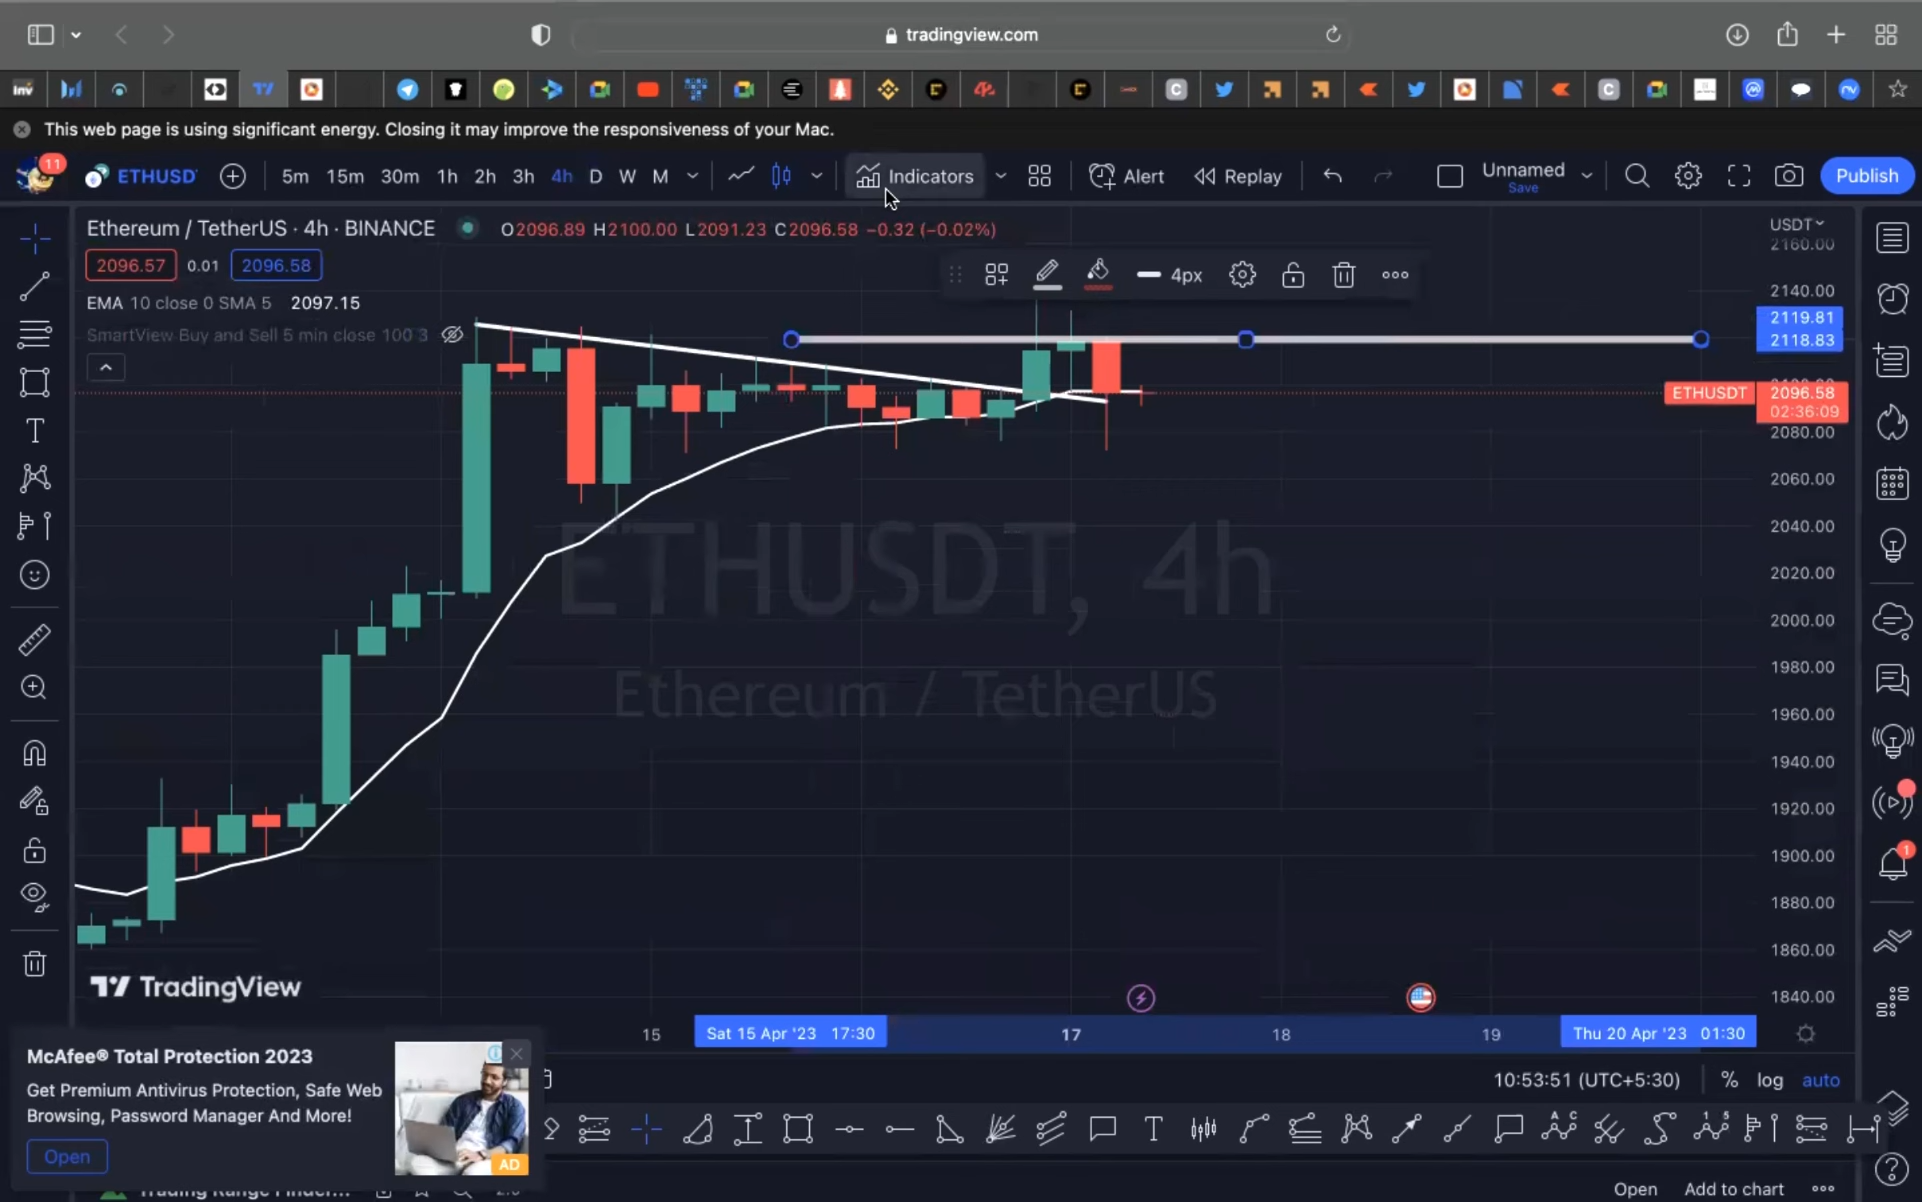 tradingview.com
This web page is using significant energy. Closing it may improve the responsiveness of your Mac.
11
ETHUSD
5m 15m 30m 1h 2h 3h 4h D W M
Indicators
Alert
Replay
Unnamed
Save
Publish
Ethereum / TetherUS · 4h · BINANCE
O2096.89 H2100.00 L2091.23 C2096.58 −0.32 (−0.02%)
USDT
2096.57 0.01 2096.58
4px
EMA 10 close 0 SMA 5 2097.15
SmartView Buy and Sell 5 min close 100 3
2160.00
2140.00
2119.81
2118.83
ETHUSDT 2096.58
02:36:09
2080.00
2060.00
2040.00
2020.00
2000.00
1980.00
1960.00
1940.00
1920.00
1900.00
1880.00
1860.00
1840.00
ETHUSDT, 4h
Ethereum / TetherUS
TradingView
15 Sat 15 Apr '23 17:30 17 18 19 Thu 20 Apr '23 01:30
McAfee® Total Protection 2023
Get Premium Antivirus Protection, Safe Web
Browsing, Password Manager And More!
Open
AD
10:53:51 (UTC+5:30) % log auto
1
Open Add to chart